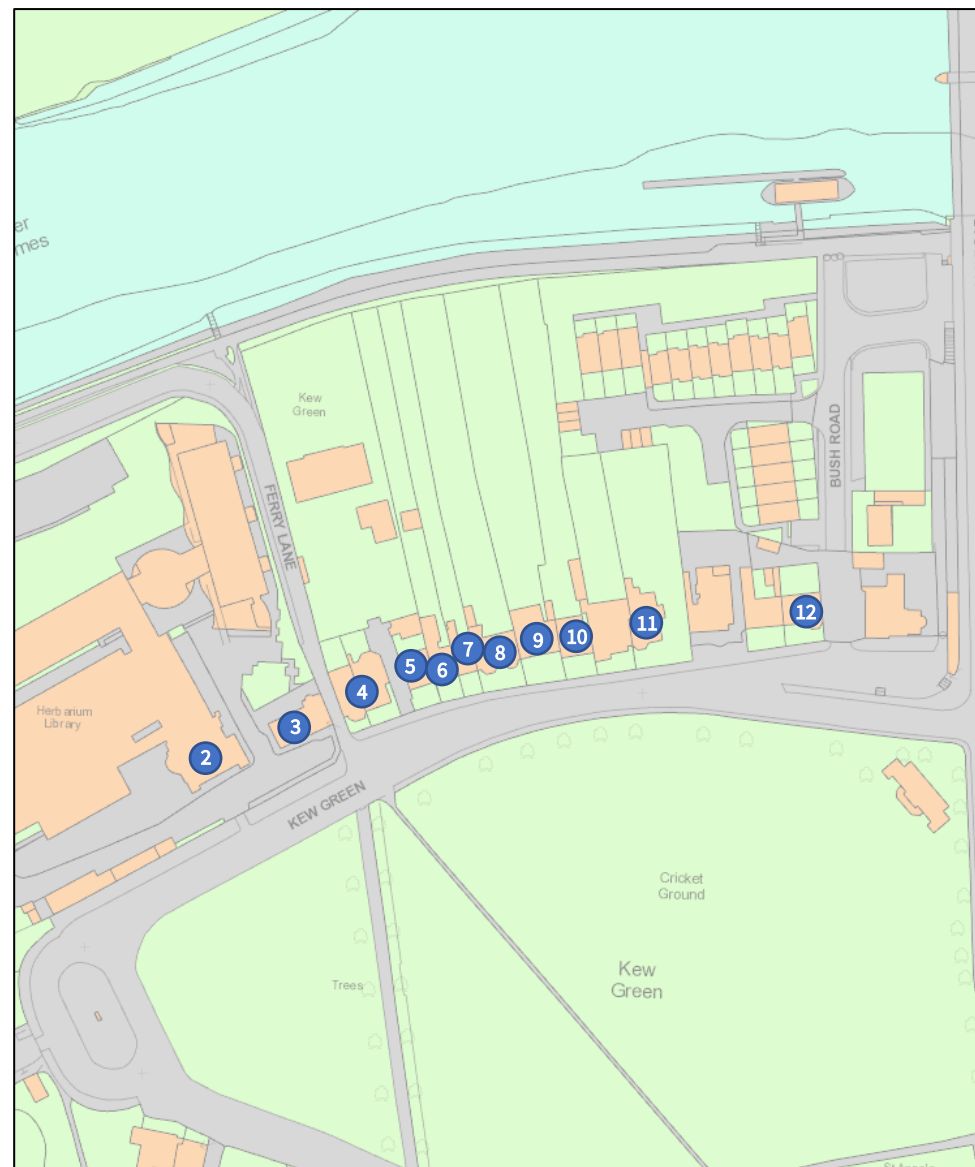 er
mes
Kew
Green
FERRY LANE
BUSH ROAD
5
6
7
8
9
10
11
12
4
3
2
Herbarium
Library
KEW GREEN
Cricket
Ground
Kew
Green
Trees